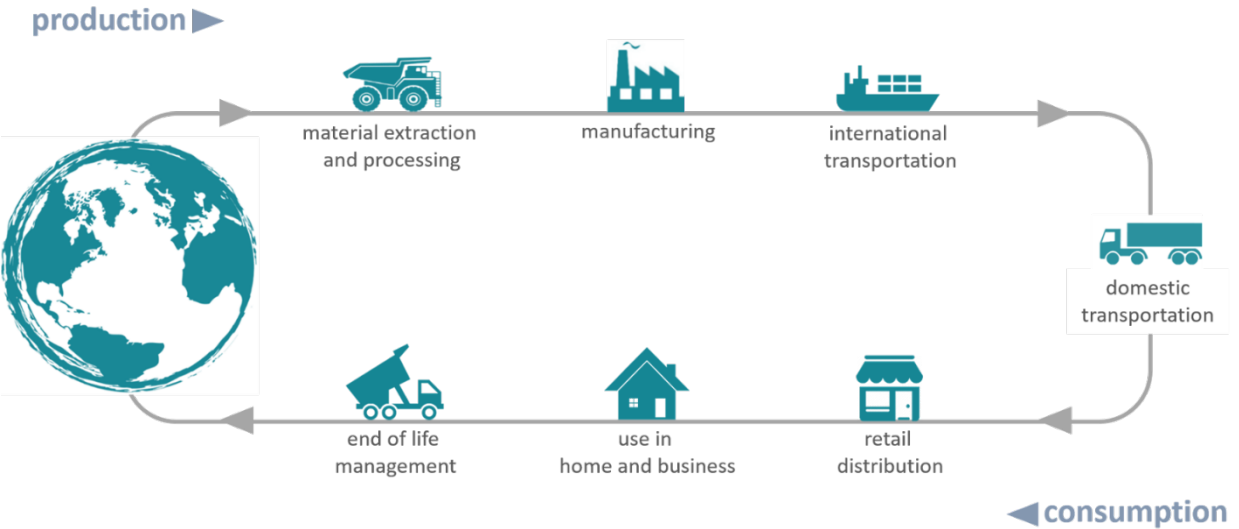 production
material extraction
and processing
manufacturing
international
transportation
domestic
transportation
end of life
management
use in
home and business
retail
distribution
consumption